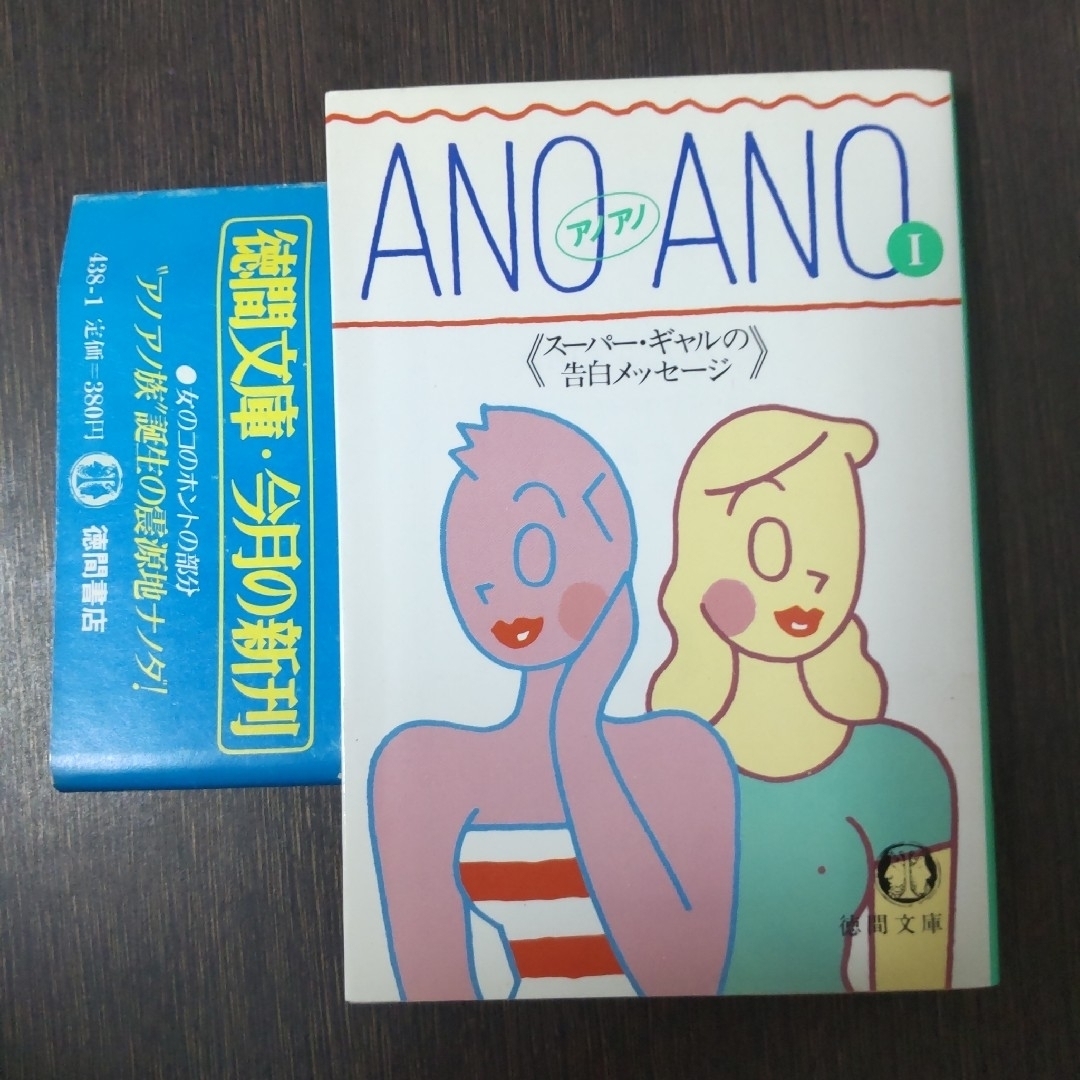 ANO ANO
アノアノ
I
《スーパー・ギャルの
告白メッセージ》
徳間文庫
徳間文庫・今月の新刊
●女のコのホントの部分
"アノアノ族"誕生の震源地ナノダ!
438-1 定価=380円 徳間書店